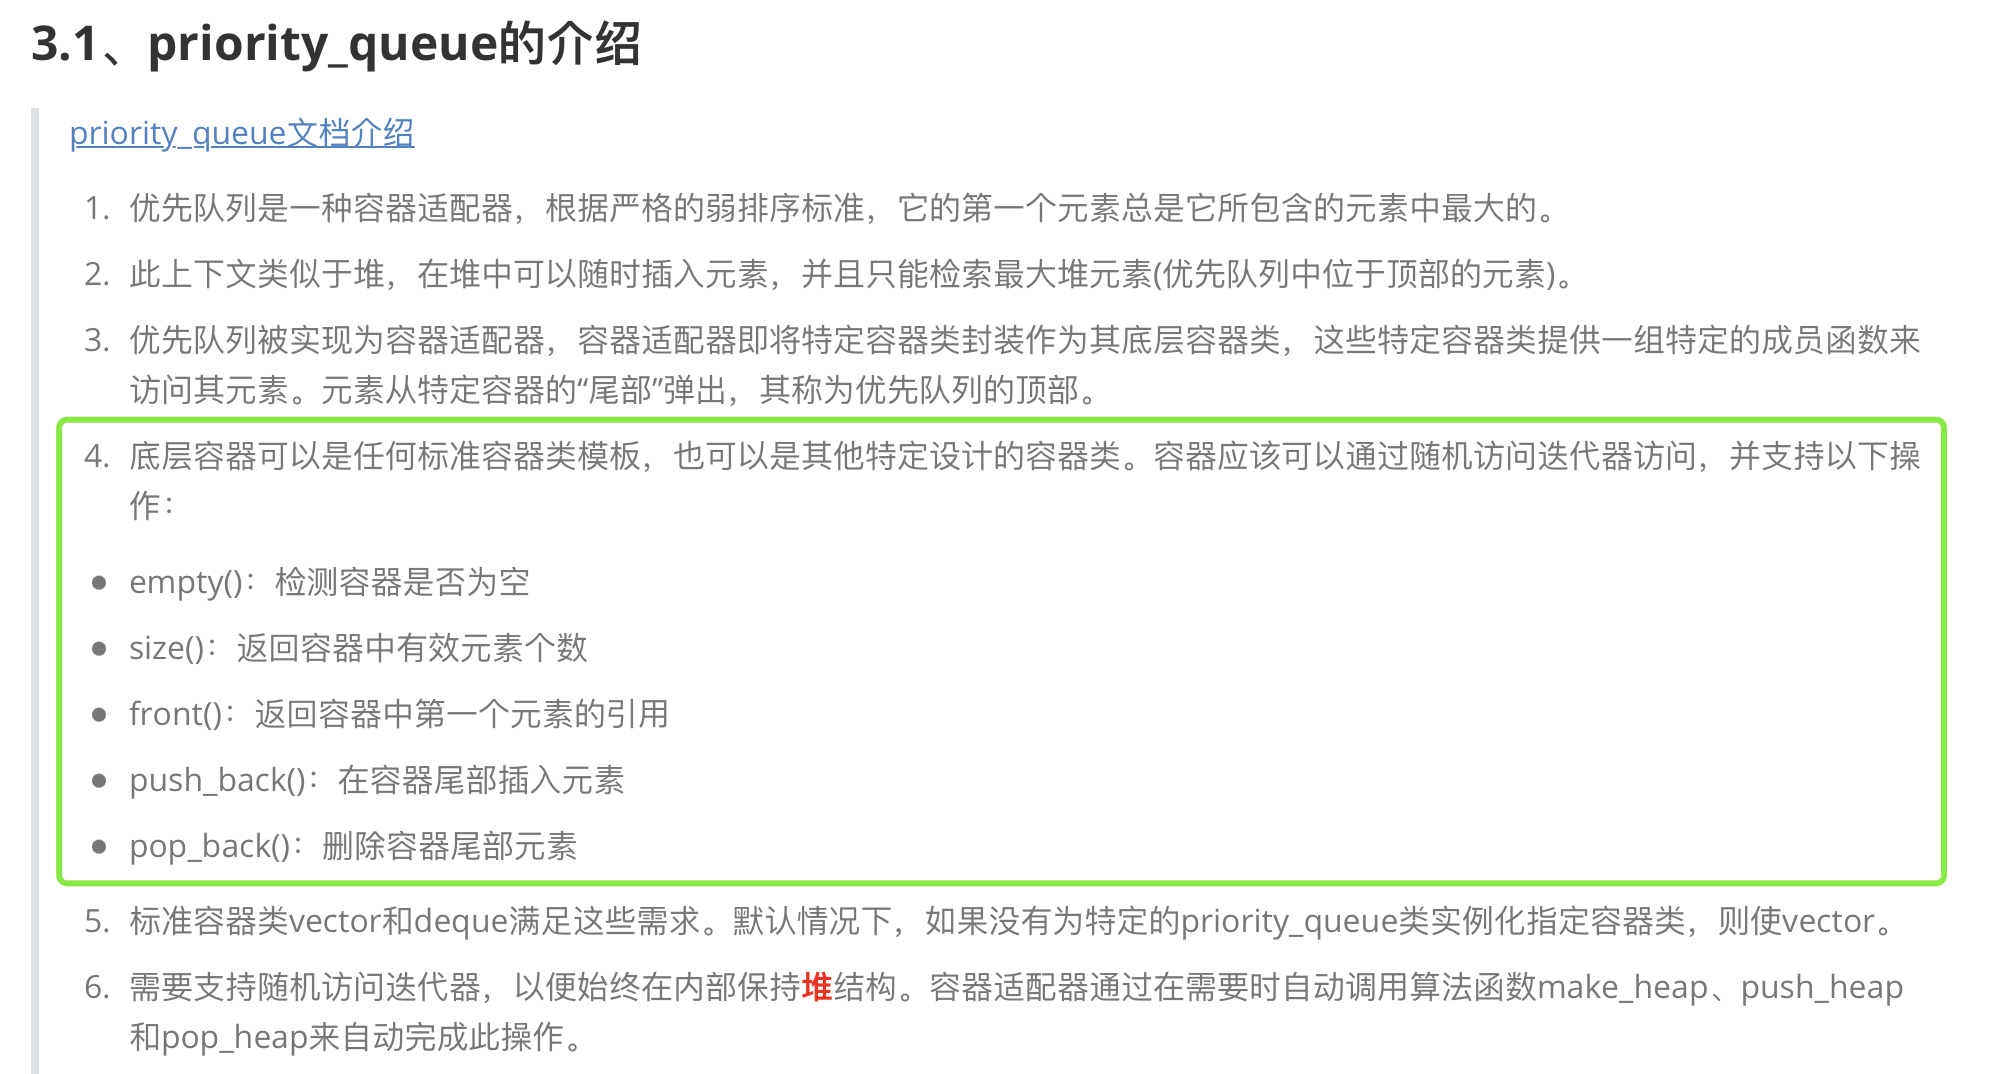 3.1、priority_queue的介绍
priority_queue文档介绍
1. 优先队列是一种容器适配器，根据严格的弱排序标准，它的第一个元素总是它所包含的元素中最大的。
2. 此上下文类似于堆，在堆中可以随时插入元素，并且只能检索最大堆元素(优先队列中位于顶部的元素)。
3. 优先队列被实现为容器适配器，容器适配器即将特定容器类封装作为其底层容器类，这些特定容器类提供一组特定的成员函数来
访问其元素。元素从特定容器的“尾部”弹出，其称为优先队列的顶部。
4. 底层容器可以是任何标准容器类模板，也可以是其他特定设计的容器类。容器应该可以通过随机访问迭代器访问，并支持以下操
作：
● empty()：检测容器是否为空
● size()：返回容器中有效元素个数
● front()：返回容器中第一个元素的引用
● push_back()：在容器尾部插入元素
● pop_back()：删除容器尾部元素
5. 标准容器类vector和deque满足这些需求。默认情况下，如果没有为特定的priority_queue类实例化指定容器类，则使vector。
6. 需要支持随机访问迭代器，以便始终在内部保持堆结构。容器适配器通过在需要时自动调用算法函数make_heap、push_heap
和pop_heap来自动完成此操作。